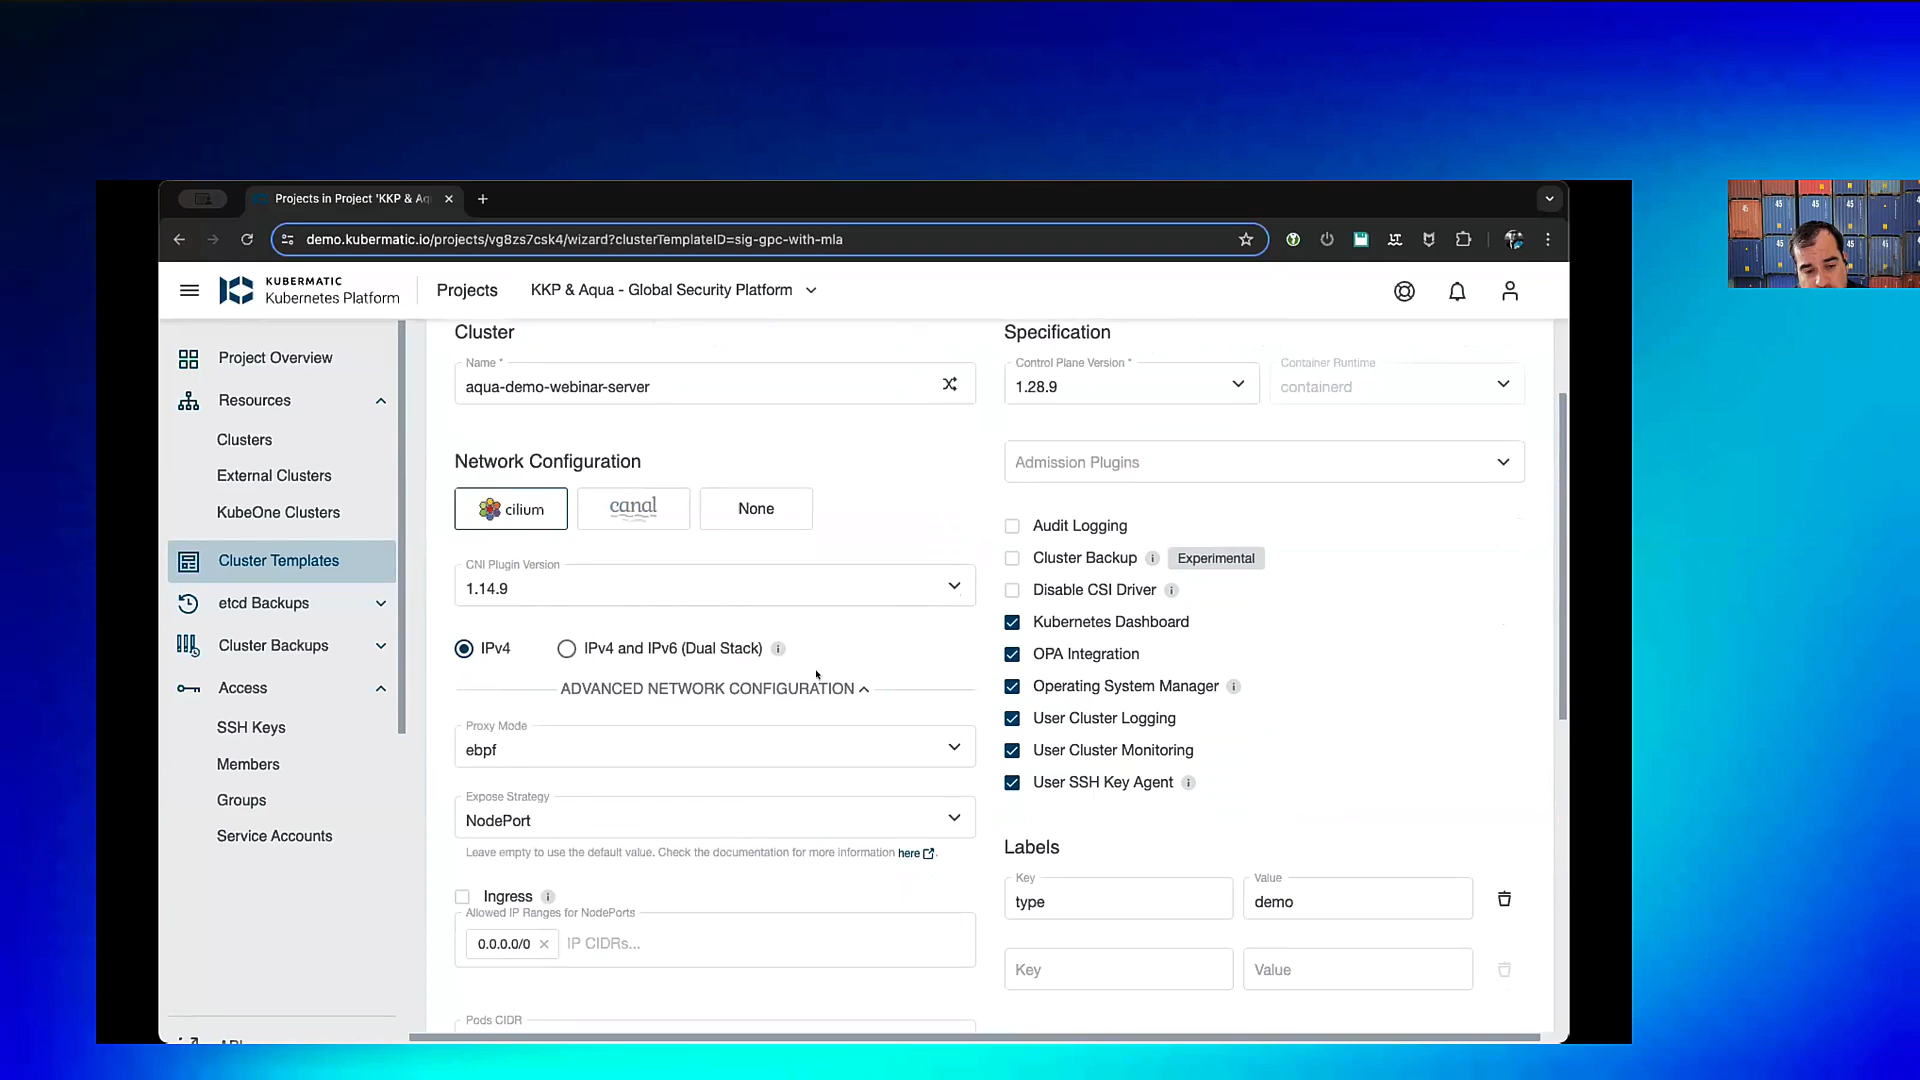 Projects in Project 'KKP & Aq
demo.kubermatic.io/projects/vg8zs7csk4/wizard?clusterTemplateID=sig-gpc-with-mla
KUBERMATIC
Kubernetes Platform
Projects
KKP & Aqua - Global Security Platform
Project Overview
Resources
Clusters
External Clusters
KubeOne Clusters
Cluster Templates
etcd Backups
Cluster Backups
Access
SSH Keys
Members
Groups
Service Accounts
Cluster
Name *
aqua-demo-webinar-server
Network Configuration
cilium
canal
None
CNI Plugin Version
1.14.9
IPv4
IPv4 and IPv6 (Dual Stack)
ADVANCED NETWORK CONFIGURATION
Proxy Mode
ebpf
Expose Strategy
NodePort
Leave empty to use the default value. Check the documentation for more information here.
Ingress
Allowed IP Ranges for NodePorts
0.0.0.0/0
IP CIDRs...
Pods CIDR
Specification
Control Plane Version *
1.28.9
Container Runtime
containerd
Admission Plugins
Audit Logging
Cluster Backup
Experimental
Disable CSI Driver
Kubernetes Dashboard
OPA Integration
Operating System Manager
User Cluster Logging
User Cluster Monitoring
User SSH Key Agent
Labels
Key
type
Value
demo
Key
Value
45
45
45
45
45
45
45